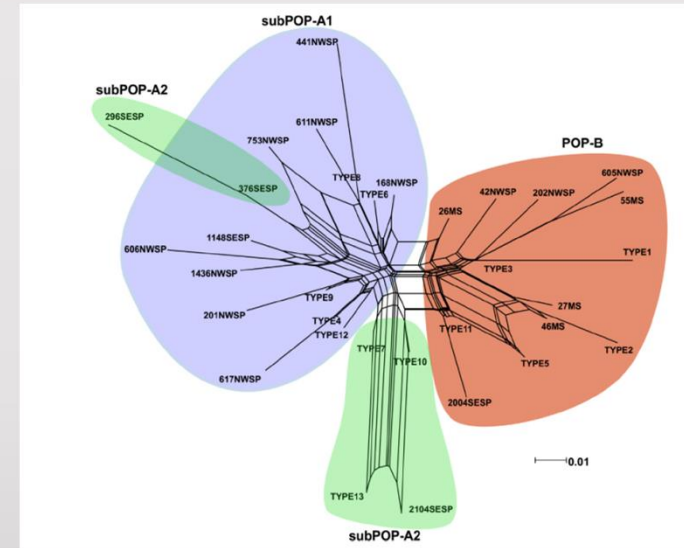 subPOP-A1
441NWSP
subPOP-A2
296SESP
611NWSP
753NWSP
POP-B
605NWSP
TYPE8
168NWSP
TYPE6
42NWSP
202NWSP
55MS
376SESP
26MS
1148SESP
606NWSP
TYPE1
1436NWSP
TYPE3
TYPE9
27MS
201NWSP
TYPE4
46MS
TYPE12
TYPE11
TYPE7
TYPE10
TYPE2
TYPE5
617NWSP
2004SESP
0.01
TYPE13
2104SESP
subPOP-A2